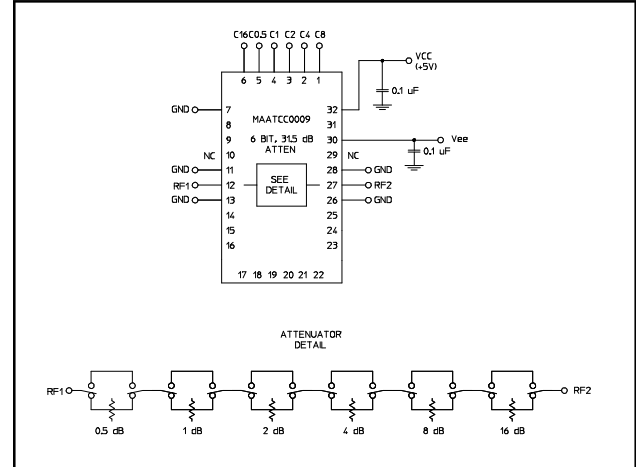 C16 C0.5 C1 C2 C4 C8
6 5 4 3 2 1
VCC
(+5V)
0.1 uF
GND 7 32
8 MAATCC0009 31
9 6 BIT, 31.5 dB 30 Vee
ATTEN
0.1 uF
NC 10 29 NC
GND 11 28 GND
RF1 12 SEE 27 RF2
DETAIL
GND 13 26 GND
14 25
15 24
16 23
17 18 19 20 21 22
ATTENUATOR
DETAIL
RF1 RF2
0.5 dB 1 dB 2 dB 4 dB 8 dB 16 dB